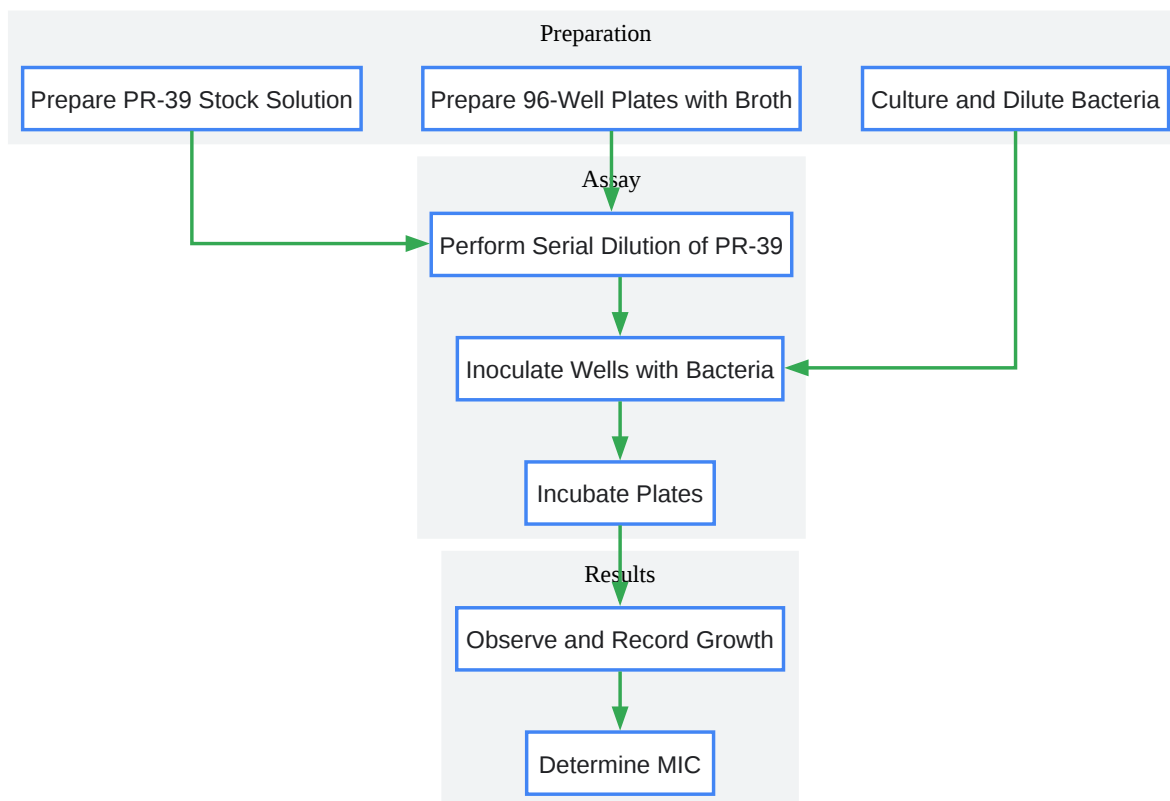 Preparation
Prepare PR-39 Stock Solution
Prepare 96-Well Plates with Broth
Culture and Dilute Bacteria
Assay
Perform Serial Dilution of PR-39
Inoculate Wells with Bacteria
Incubate Plates
Results
Observe and Record Growth
Determine MIC